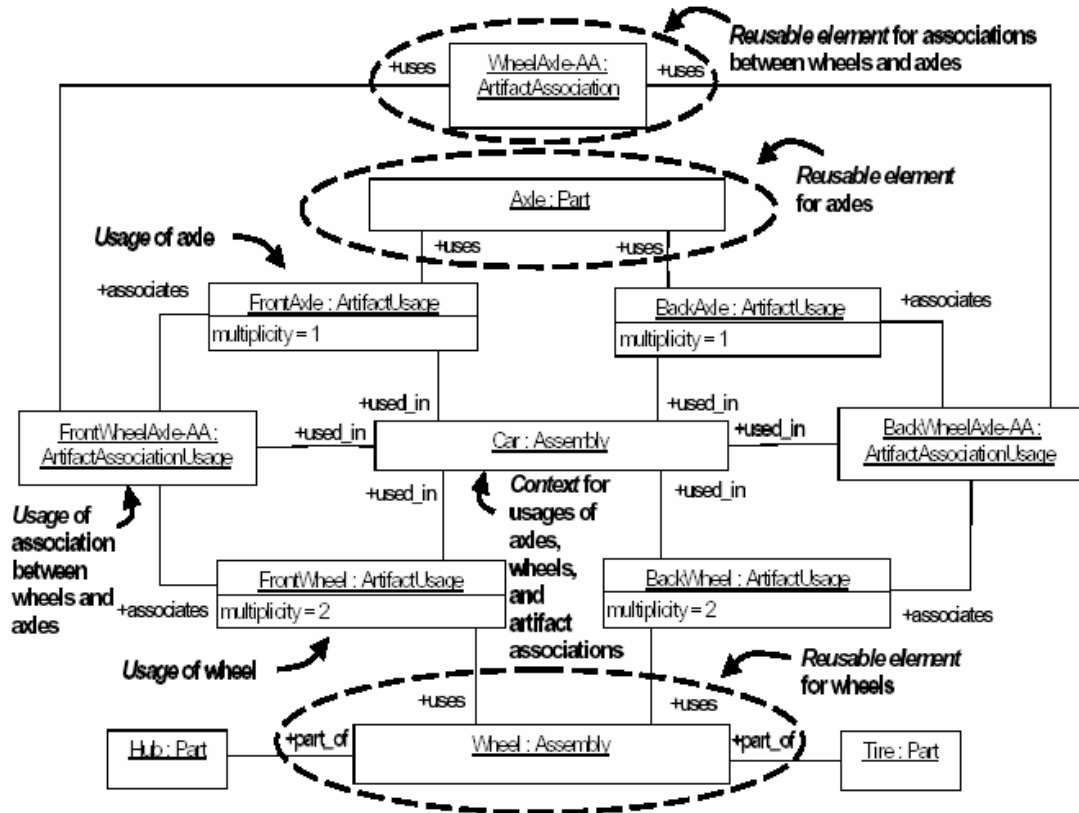 WheelAxle-AA :
ArtifactAssociation
+uses
+uses
Reusable element for associations
between wheels and axles
Axle : Part
Reusable element
for axles
+uses
+uses
Usage of axle
+associates
FrontAxle : ArtifactUsage
multiplicity = 1
BackAxle : ArtifactUsage
multiplicity = 1
+associates
+used_in
+used_in
FrontWheelAxle-AA :
ArtifactAssociationUsage
+used_in
Car : Assembly
+used_in
BackWheelAxle-AA :
ArtifactAssociationUsage
+used_in
+used_in
Usage of
association
between
wheels and
axles
Context for
usages of
axles,
wheels,
and
artifact
associations
FrontWheel : ArtifactUsage
multiplicity = 2
BackWheel : ArtifactUsage
multiplicity = 2
+associates
+associates
Usage of wheel
Reusable element
for wheels
+uses
+uses
Hub : Part
+part_of
Wheel : Assembly
+part_of
Tire : Part